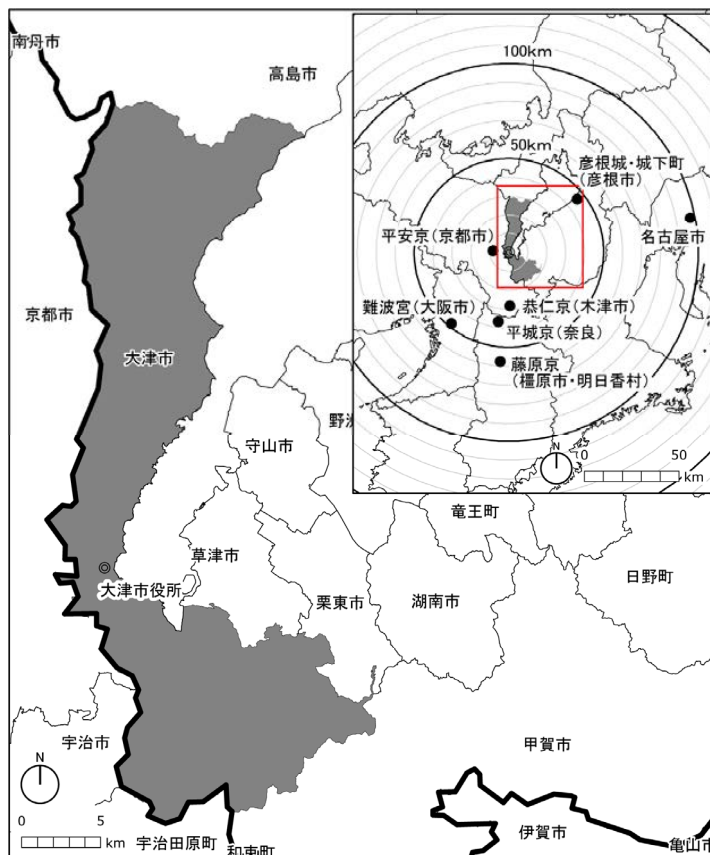 南丹市
高島市
100km
50km
彦根城・城下町
(彦根市)
平安京(京都市)
名古屋市
難波宮(大阪市)
恭仁京(木津市)
平城京(奈良)
藤原京
(橿原市・明日香村)
N
0 50
km
京都市
大津市
守山市
野洲
竜王町
草津市
大津市役所
栗東市
湖南市
日野町
宇治市
甲賀市
N
0 5
km
宇治田原町
和束町
伊賀市
亀山市